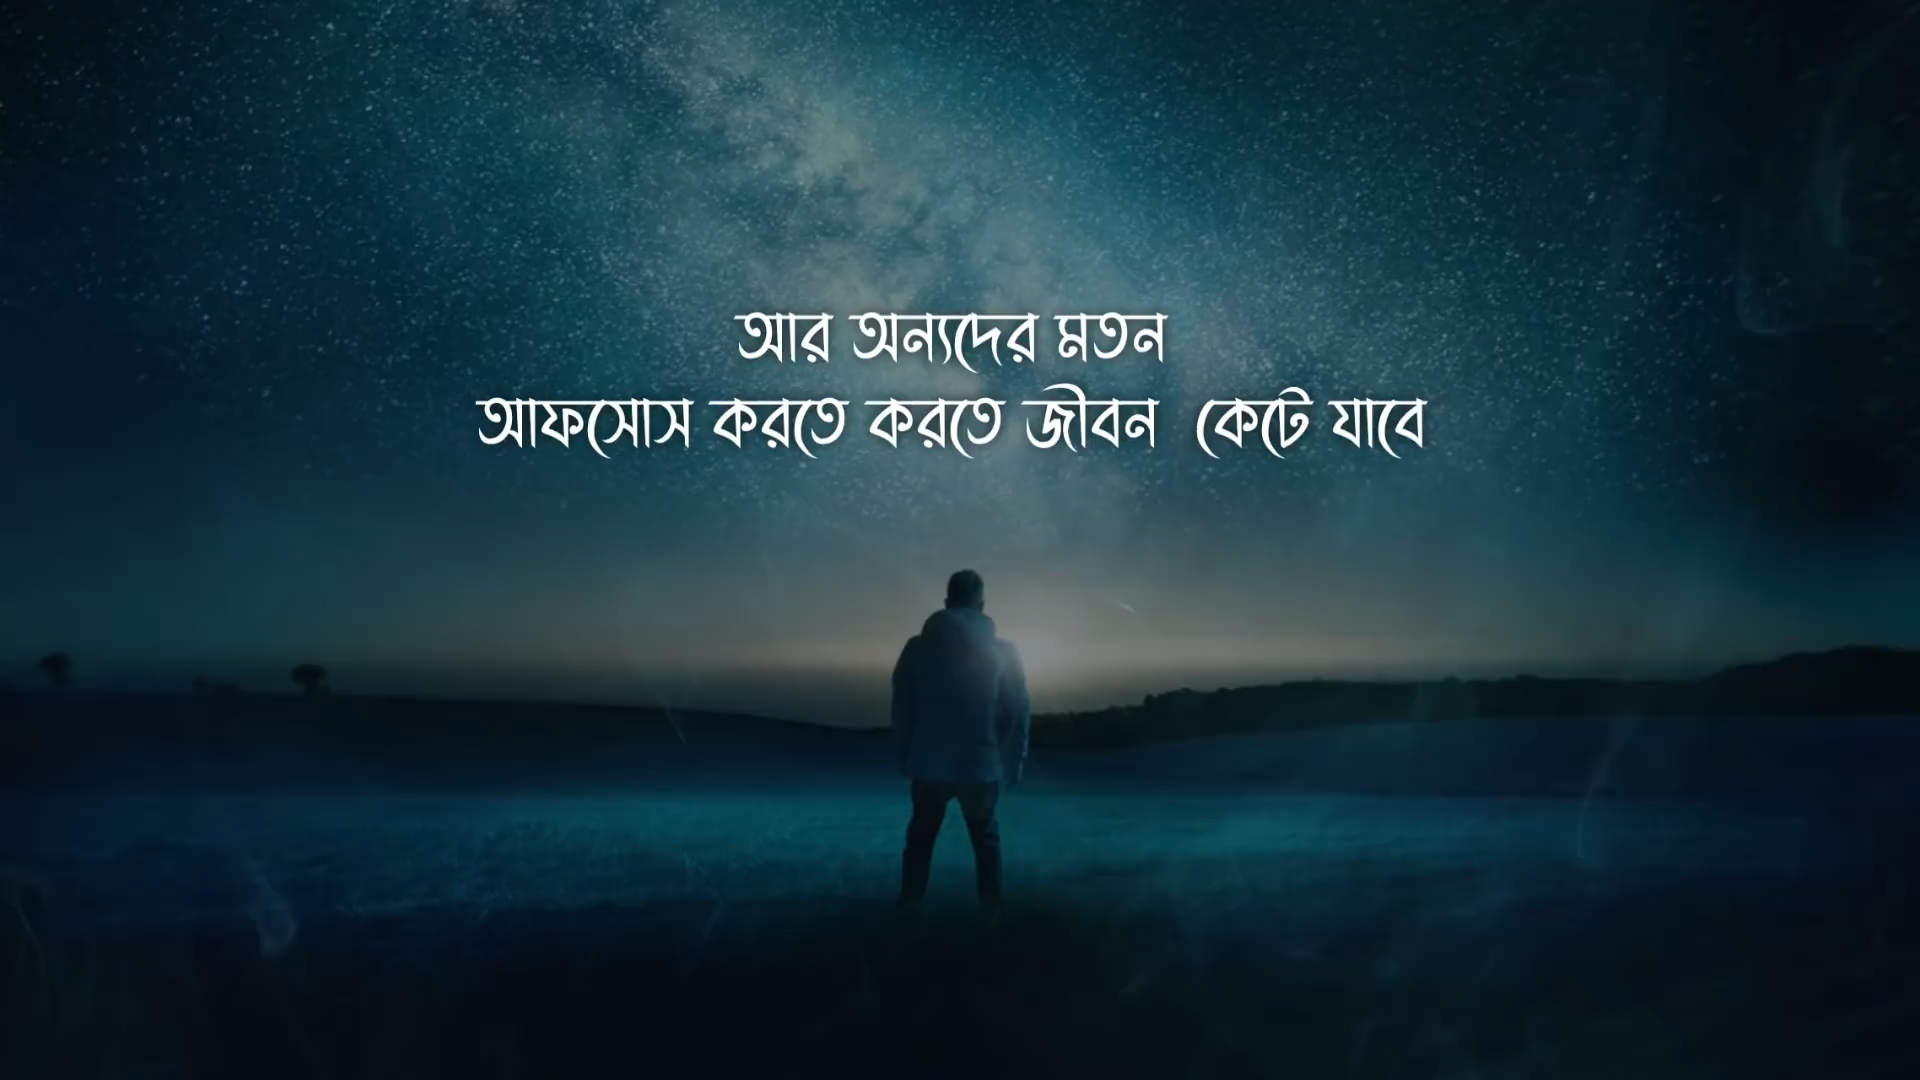 আর অন্যদের মতন
আফসোস করতে করতে জীবন কেটে যাবে